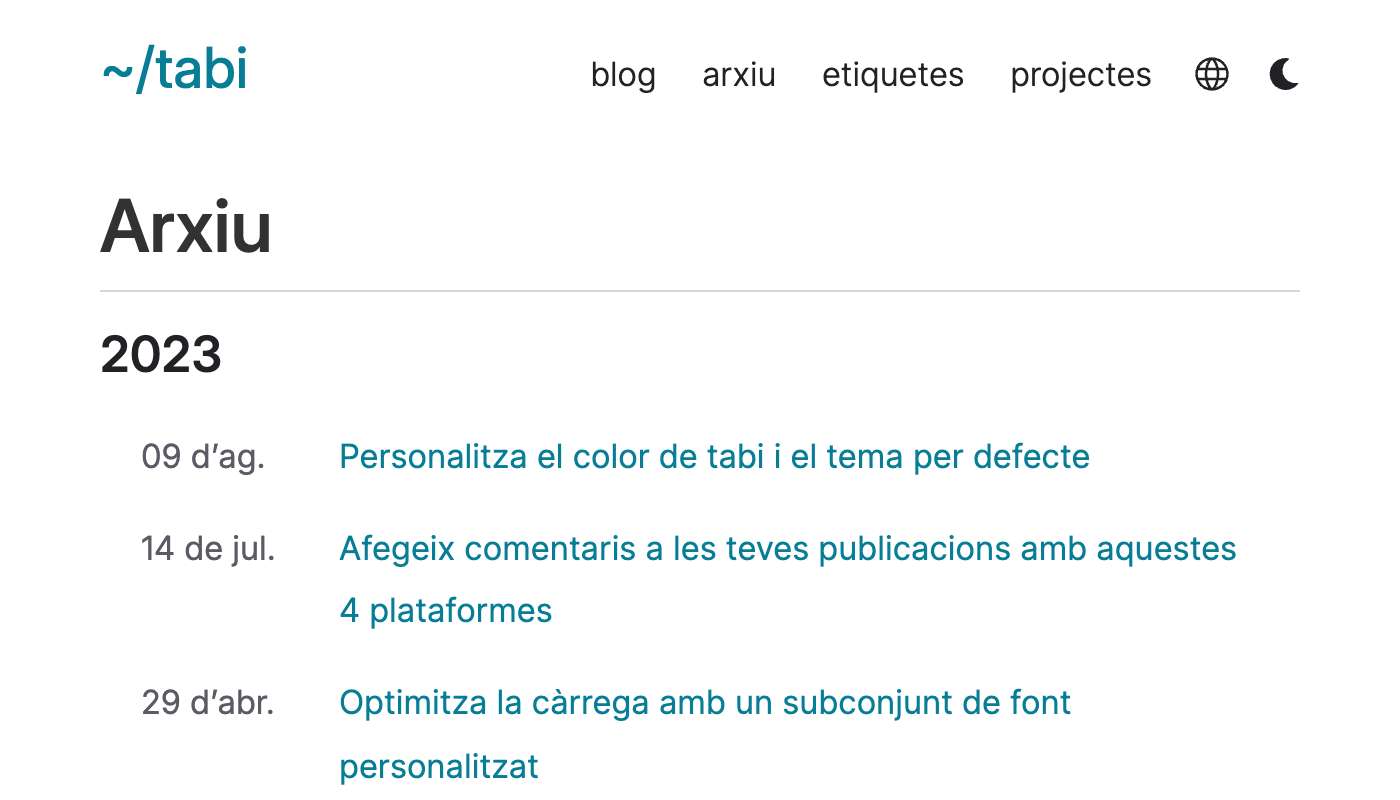 ~/tabi blog arxiu etiquetes projectes
Arxiu
2023
09 d’ag. Personalitza el color de tabi i el tema per defecte
14 de jul. Afegeix comentaris a les teves publicacions amb aquestes
4 plataformes
29 d’abr. Optimitza la càrrega amb un subconjunt de font
personalitzat